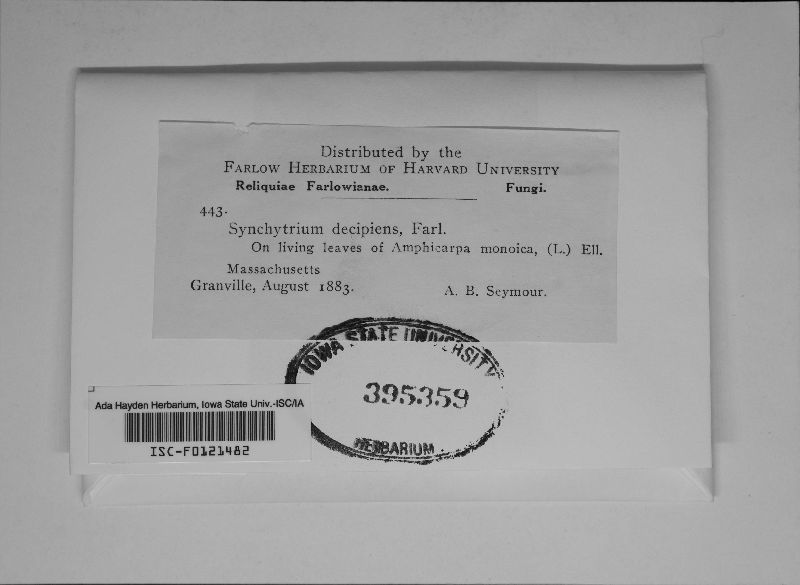 Distributed by the
FARLOW HERBARIUM OF HARVARD UNIVERSITY
Reliquiae Farlowianae. Fungi.
443.
Synchytrium decipiens, Farl.
On living leaves of Amphicarpa monoica, (L.) Ell.
Massachusetts
Granville, August 1883.
A. B. Seymour.
IOWA STATE UNIVERSITY
395359
HERBARIUM
Ada Hayden Herbarium, Iowa State Univ.-ISC/IA
ISC-F0121482